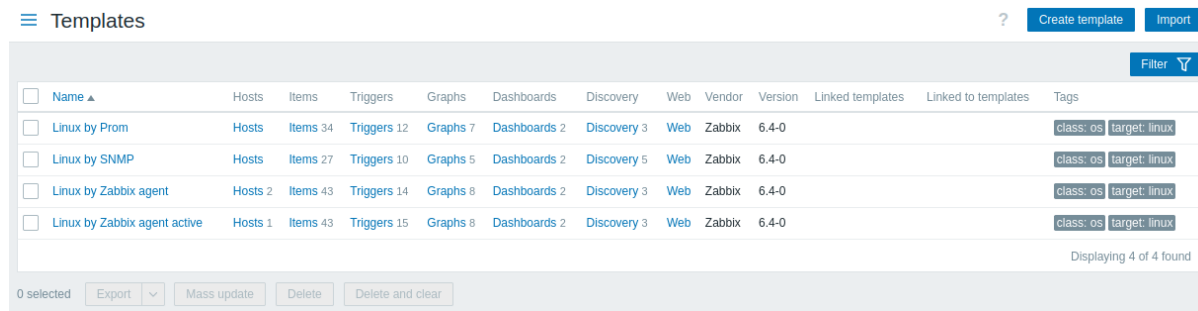 Templates ? Create template Import
Filter
Name Hosts Items Triggers Graphs Dashboards Discovery Web Vendor Version Linked templates Linked to templates Tags
Linux by Prom Hosts Items 34 Triggers 12 Graphs 7 Dashboards 2 Discovery 3 Web Zabbix 6.4-0 class: os target: linux
Linux by SNMP Hosts Items 27 Triggers 10 Graphs 5 Dashboards 2 Discovery 5 Web Zabbix 6.4-0 class: os target: linux
Linux by Zabbix agent Hosts 2 Items 43 Triggers 14 Graphs 8 Dashboards 2 Discovery 3 Web Zabbix 6.4-0 class: os target: linux
Linux by Zabbix agent active Hosts 1 Items 43 Triggers 15 Graphs 8 Dashboards 2 Discovery 3 Web Zabbix 6.4-0 class: os target: linux
Displaying 4 of 4 found
0 selected Export Mass update Delete Delete and clear